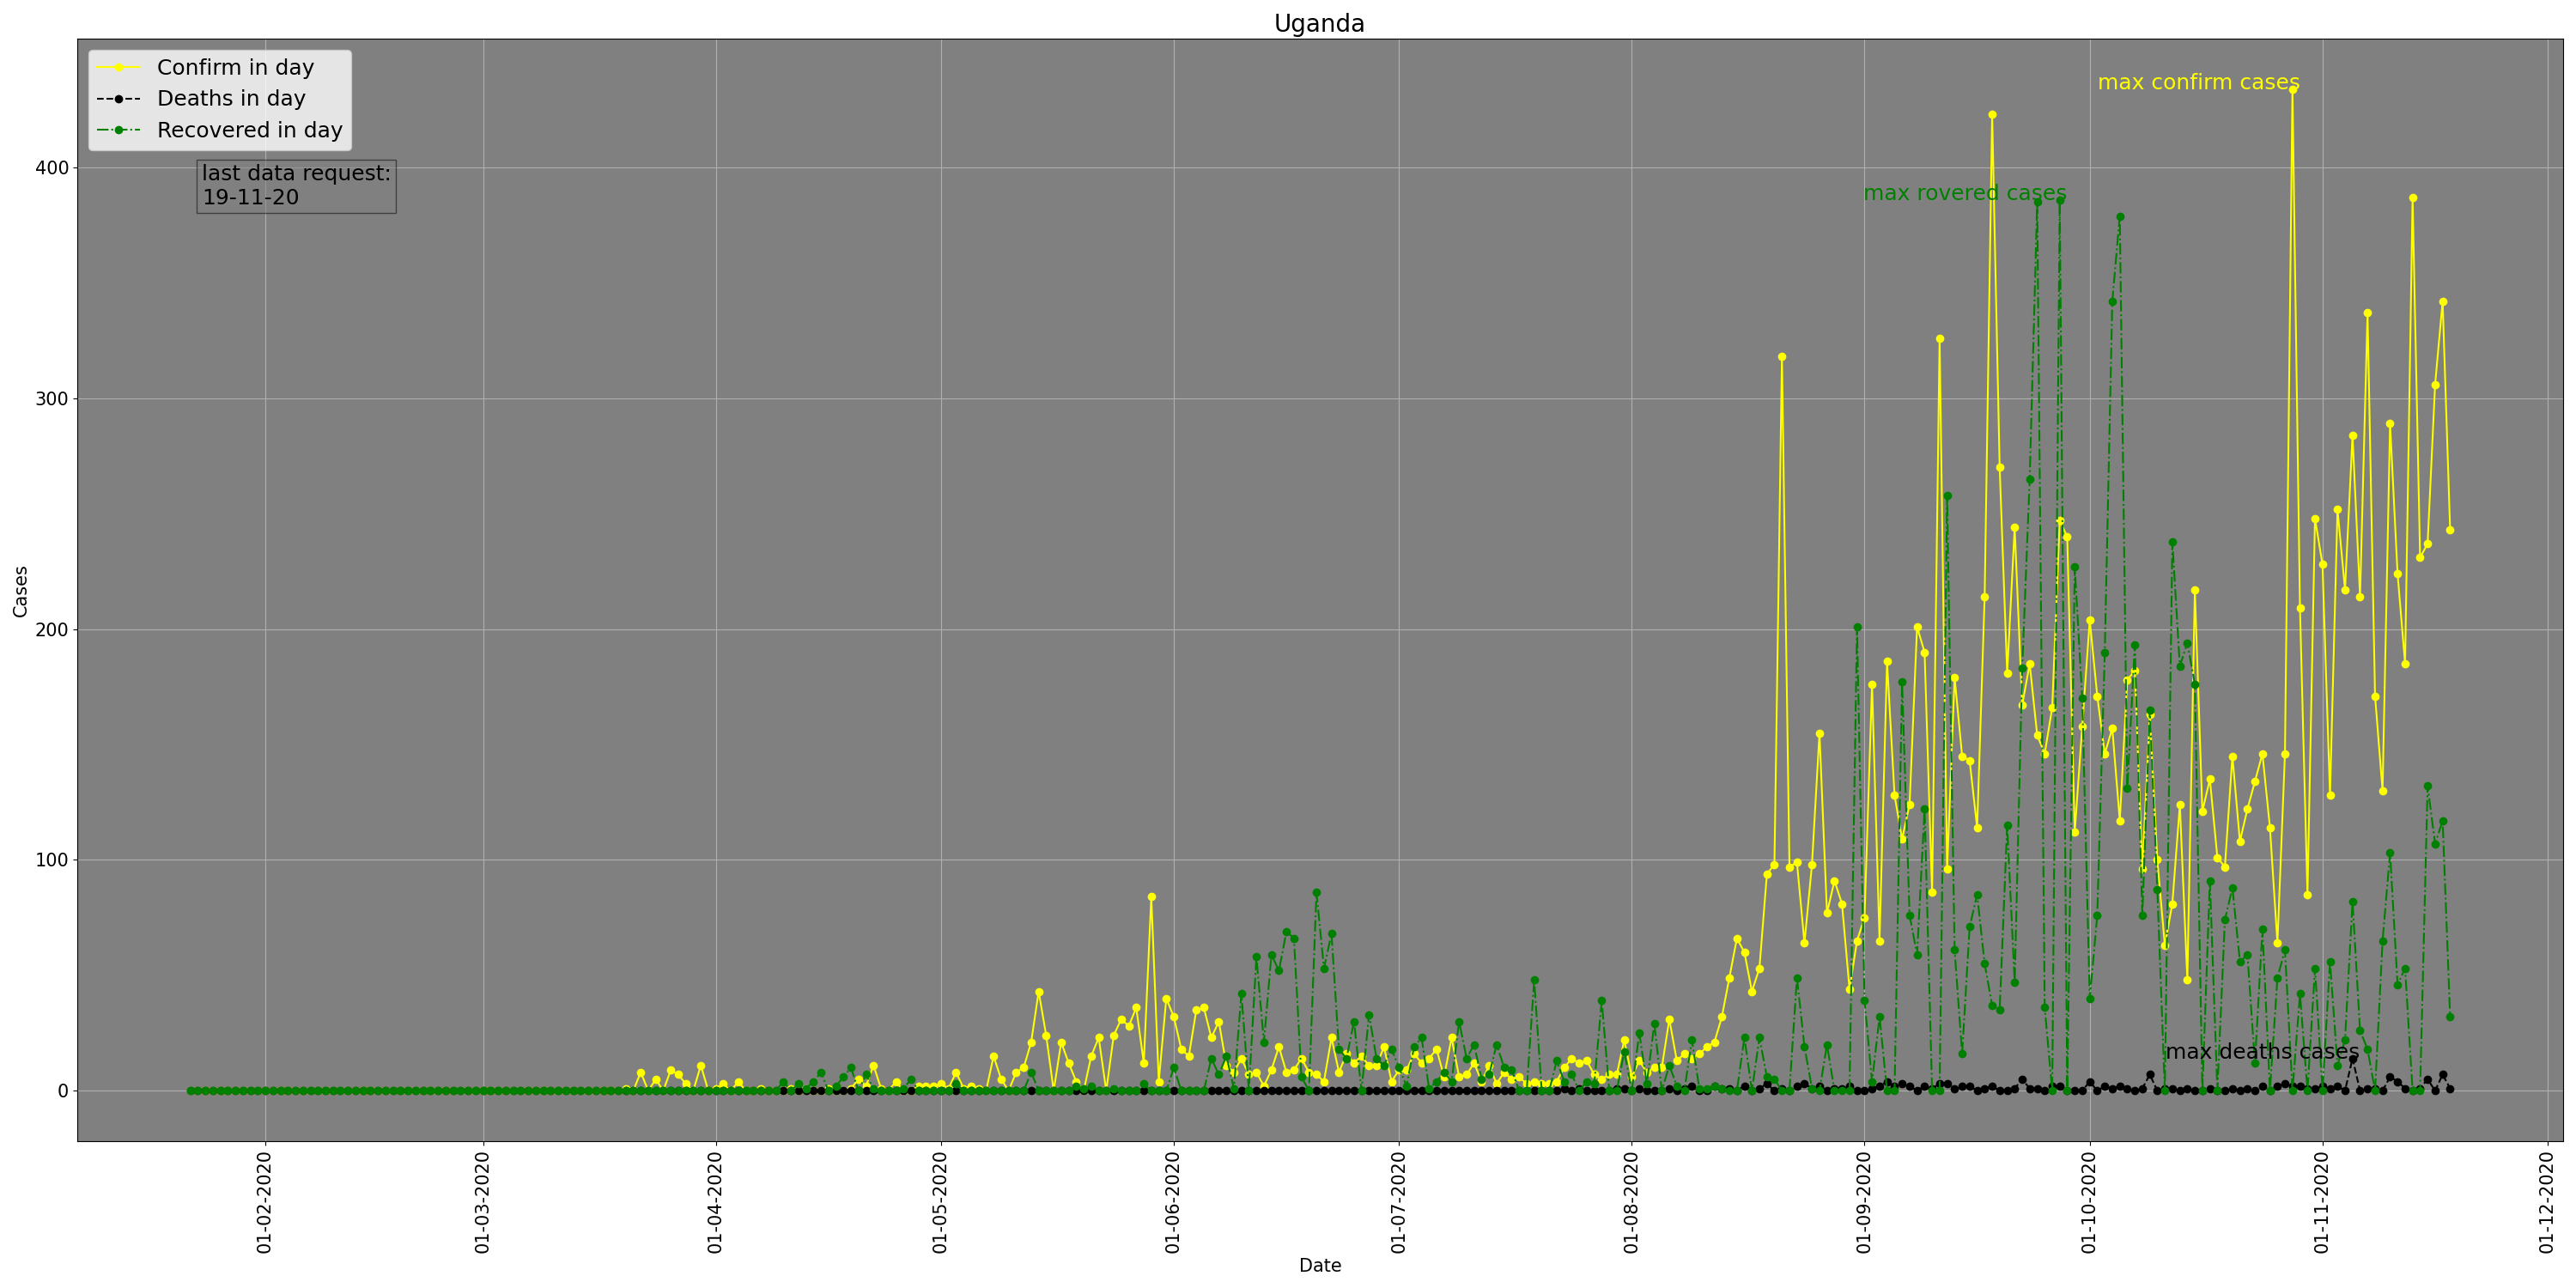 Uganda
Confirm in day
Deaths in day
Recovered in day
last data request:
19-11-20
max confirm cases
max rovered cases
max deaths cases
400
300
200
100
0
Cases
01-02-2020
01-03-2020
01-04-2020
01-05-2020
01-06-2020
01-07-2020
01-08-2020
01-09-2020
01-10-2020
01-11-2020
01-12-2020
Date